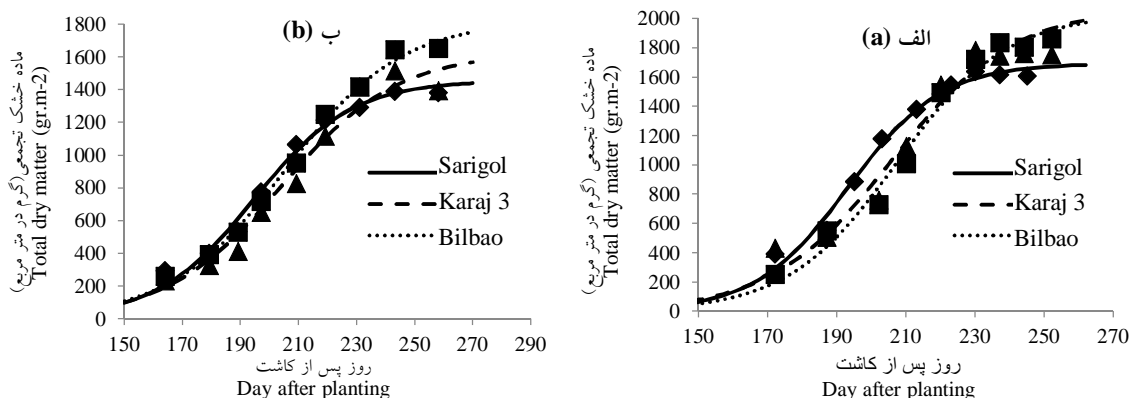 ب (b)
ماده خشک تجمعی (گرم در متر مربع)
Total dry matter (gr.m-2)
1800
1600
1400
1200
1000
800
600
400
200
0
Sarigol
Karaj 3
Bilbao
150 170 190 210 230 250 270 290
روز پس از کاشت
Day after planting
الف (a)
ماده خشک تجمعی (گرم در متر مربع)
Total dry matter (gr.m-2)
2000
1800
1600
1400
1200
1000
800
600
400
200
0
Sarigol
Karaj 3
Bilbao
150 170 190 210 230 250 270
روز پس از کاشت
Day after planting